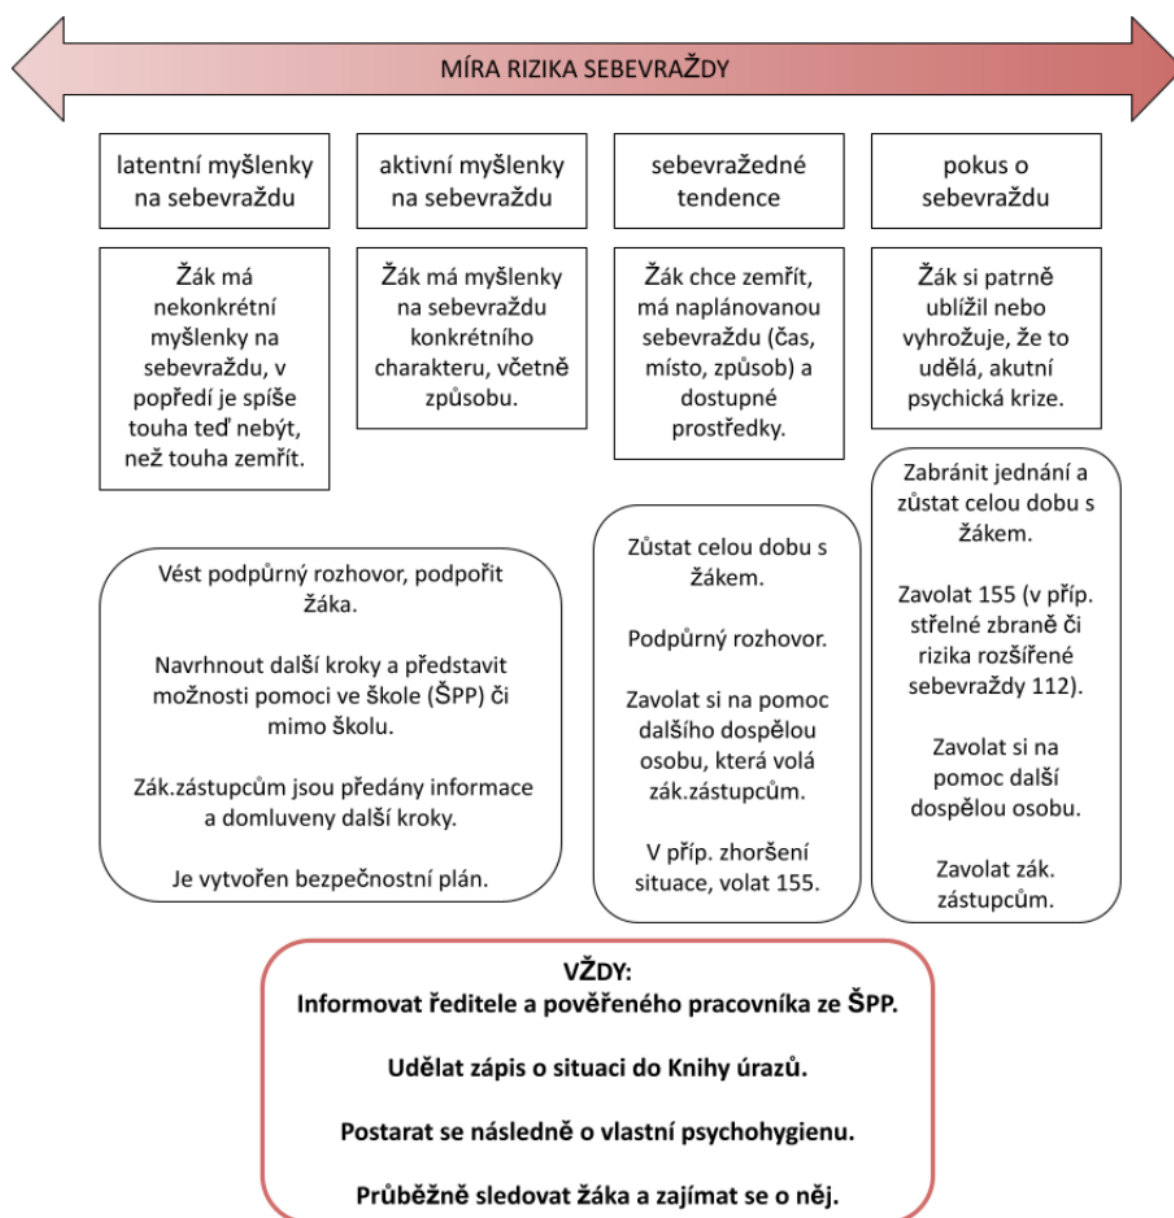 MÍRA RIZIKA SEBEVRAŽDY
latentní myšlenky
na sebevraždu
aktivní myšlenky
na sebevraždu
sebevražedné
tendence
pokus o
sebevraždu
Žák má
nekonkrétní
myšlenky na
sebevraždu, v
popředí je spíše
touha teď nebýt,
než touha zemřít.
Žák má myšlenky
na sebevraždu
konkrétního
charakteru, včetně
způsobu.
Žák chce zemřít,
má naplánovanou
sebevraždu (čas,
místo, způsob) a
dostupné
prostředky.
Žák si patrně
ublížil nebo
vyhrožuje, že to
udělá, akutní
psychická krize.
Vést podpůrný rozhovor, podpořit
žáka.
Navrhnout další kroky a představit
možnosti pomoci ve škole (ŠPP) či
mimo školu.
Zák.zástupcům jsou předány informace
a domluveny další kroky.
Je vytvořen bezpečnostní plán.
Zůstat celou dobu s
žákem.
Podpůrný rozhovor.
Zavolat si na pomoc
dalšího dospělou
osobu, která volá
zák.zástupcům.
V příp. zhoršení
situace, volat 155.
Zabránit jednání a
zůstat celou dobu s
žákem.
Zavolat 155 (v příp.
střelné zbraně či
rizika rozšířené
sebevraždy 112).
Zavolat si na
pomoc další
dospělou osobu.
Zavolat zák.
zástupcům.
VŽDY:
Informovat ředitele a pověřeného pracovníka ze ŠPP.
Udělat zápis o situaci do Knihy úrazů.
Postarat se následně o vlastní psychohygienu.
Průběžně sledovat žáka a zajímat se o něj.